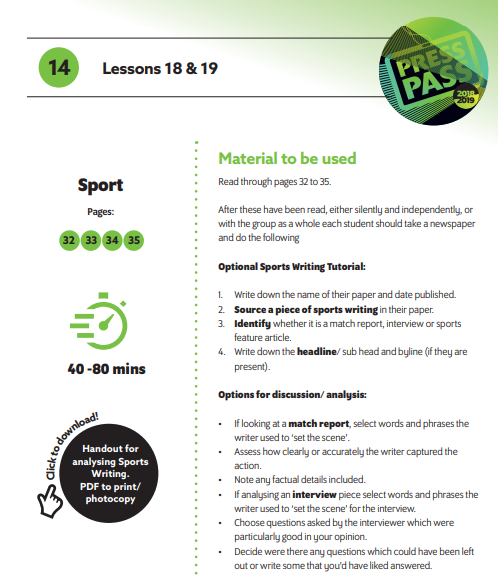 14
Lessons 18 & 19
PRESS
PASS
2018
2019
Sport
Pages:
32 33 34 35
40 -80 mins
Click to download!
Handout for
analysing Sports
Writing.
PDF to print/
photocopy
Material to be used
Read through pages 32 to 35.
After these have been read, either silently and independently, or
with the group as a whole each student should take a newspaper
and do the following
Optional Sports Writing Tutorial:
1. Write down the name of their paper and date published.
2. Source a piece of sports writing in their paper.
3. Identify whether it is a match report, interview or sports
feature article.
4. Write down the headline/ sub head and byline (if they are
present).
Options for discussion/ analysis:
• If looking at a match report, select words and phrases the
writer used to ‘set the scene’.
• Assess how clearly or accurately the writer captured the
action.
• Note any factual details included.
• If analysing an interview piece select words and phrases the
writer used to ‘set the scene’ for the interview.
• Choose questions asked by the interviewer which were
particularly good in your opinion.
• Decide were there any questions which could have been left
out or write some that you’d have liked answered.